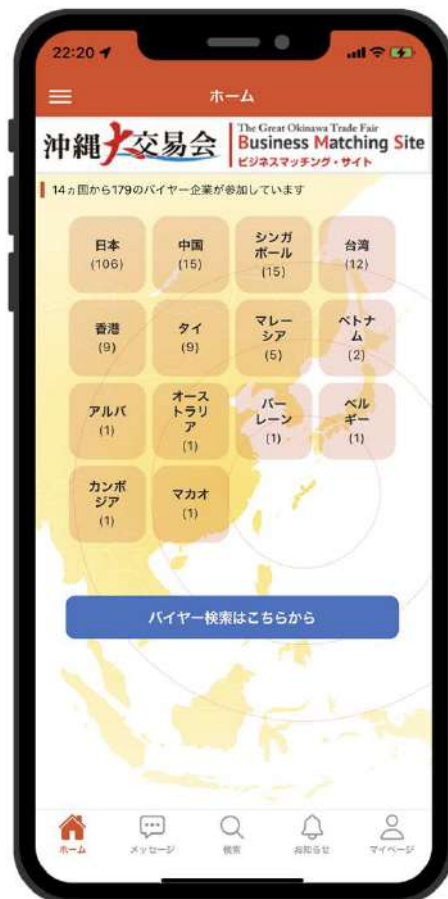 22:20
ホーム
沖縄大交易会
The Great Okinawa Trade Fair
Business Matching Site
ビジネスマッチング・サイト
14ヵ国から179のバイヤー企業が参加しています
日本
(106)
中国
(15)
シンガ
ポール
(15)
台湾
(12)
香港
(9)
タイ
(9)
マレー
シア
(5)
ベトナ
ム
(2)
アルバ
(1)
オース
トラリ
ア
(1)
バー
レーン
(1)
ベル
ギー
(1)
カンボ
ジア
(1)
マカオ
(1)
バイヤー検索はこちらから
ホーム
メッセージ
検索
お知らせ
マイページ